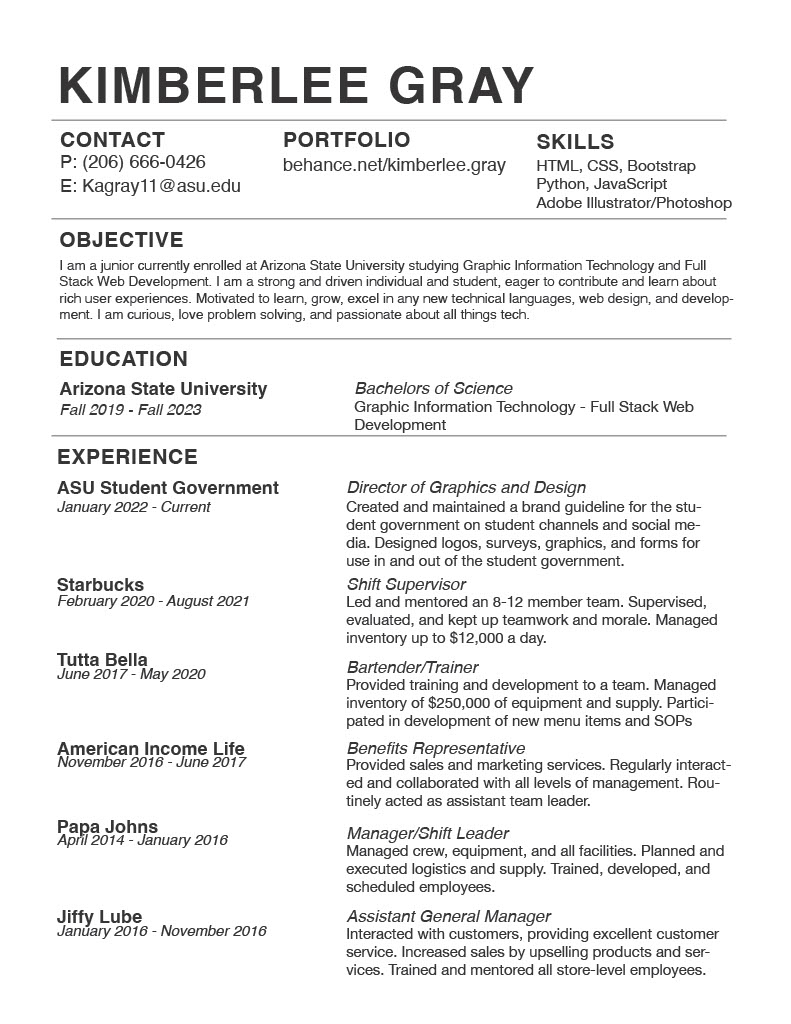 KIMBERLEE GRAY
CONTACT
P: (206) 666-0426
E: Kagray11@asu.edu
PORTFOLIO
behance.net/kimberlee.gray
SKILLS
HTML, CSS, Bootstrap
Python, JavaScript
Adobe Illustrator/Photoshop
OBJECTIVE
I am a junior currently enrolled at Arizona State University studying Graphic Information Technology and Full
Stack Web Development. I am a strong and driven individual and student, eager to contribute and learn about
rich user experiences. Motivated to learn, grow, excel in any new technical languages, web design, and develop-
ment. I am curious, love problem solving, and passionate about all things tech.
EDUCATION
Arizona State University
Fall 2019 - Fall 2023
Bachelors of Science
Graphic Information Technology - Full Stack Web
Development
EXPERIENCE
ASU Student Government
January 2022 - Current
Director of Graphics and Design
Created and maintained a brand guideline for the stu-
dent government on student channels and social me-
dia. Designed logos, surveys, graphics, and forms for
use in and out of the student government.
Starbucks
February 2020 - August 2021
Shift Supervisor
Led and mentored an 8-12 member team. Supervised,
evaluated, and kept up teamwork and morale. Managed
inventory up to $12,000 a day.
Tutta Bella
June 2017 - May 2020
Bartender/Trainer
Provided training and development to a team. Managed
inventory of $250,000 of equipment and supply. Partici-
pated in development of new menu items and SOPs
American Income Life
November 2016 - June 2017
Benefits Representative
Provided sales and marketing services. Regularly interact-
ed and collaborated with all levels of management. Rou-
tinely acted as assistant team leader.
Papa Johns
April 2014 - January 2016
Manager/Shift Leader
Managed crew, equipment, and all facilities. Planned and
executed logistics and supply. Trained, developed, and
scheduled employees.
Jiffy Lube
January 2016 - November 2016
Assistant General Manager
Interacted with customers, providing excellent customer
service. Increased sales by upselling products and ser-
vices. Trained and mentored all store-level employees.